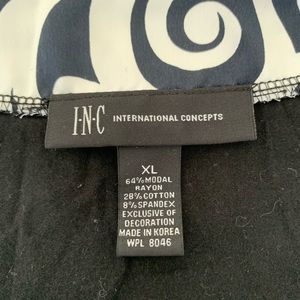 I·N·C INTERNATIONAL CONCEPTS
XL
64% MODAL
RAYON
28% COTTON
8% SPANDEX
EXCLUSIVE OF
DECORATION
MADE IN KOREA
WPL 8046